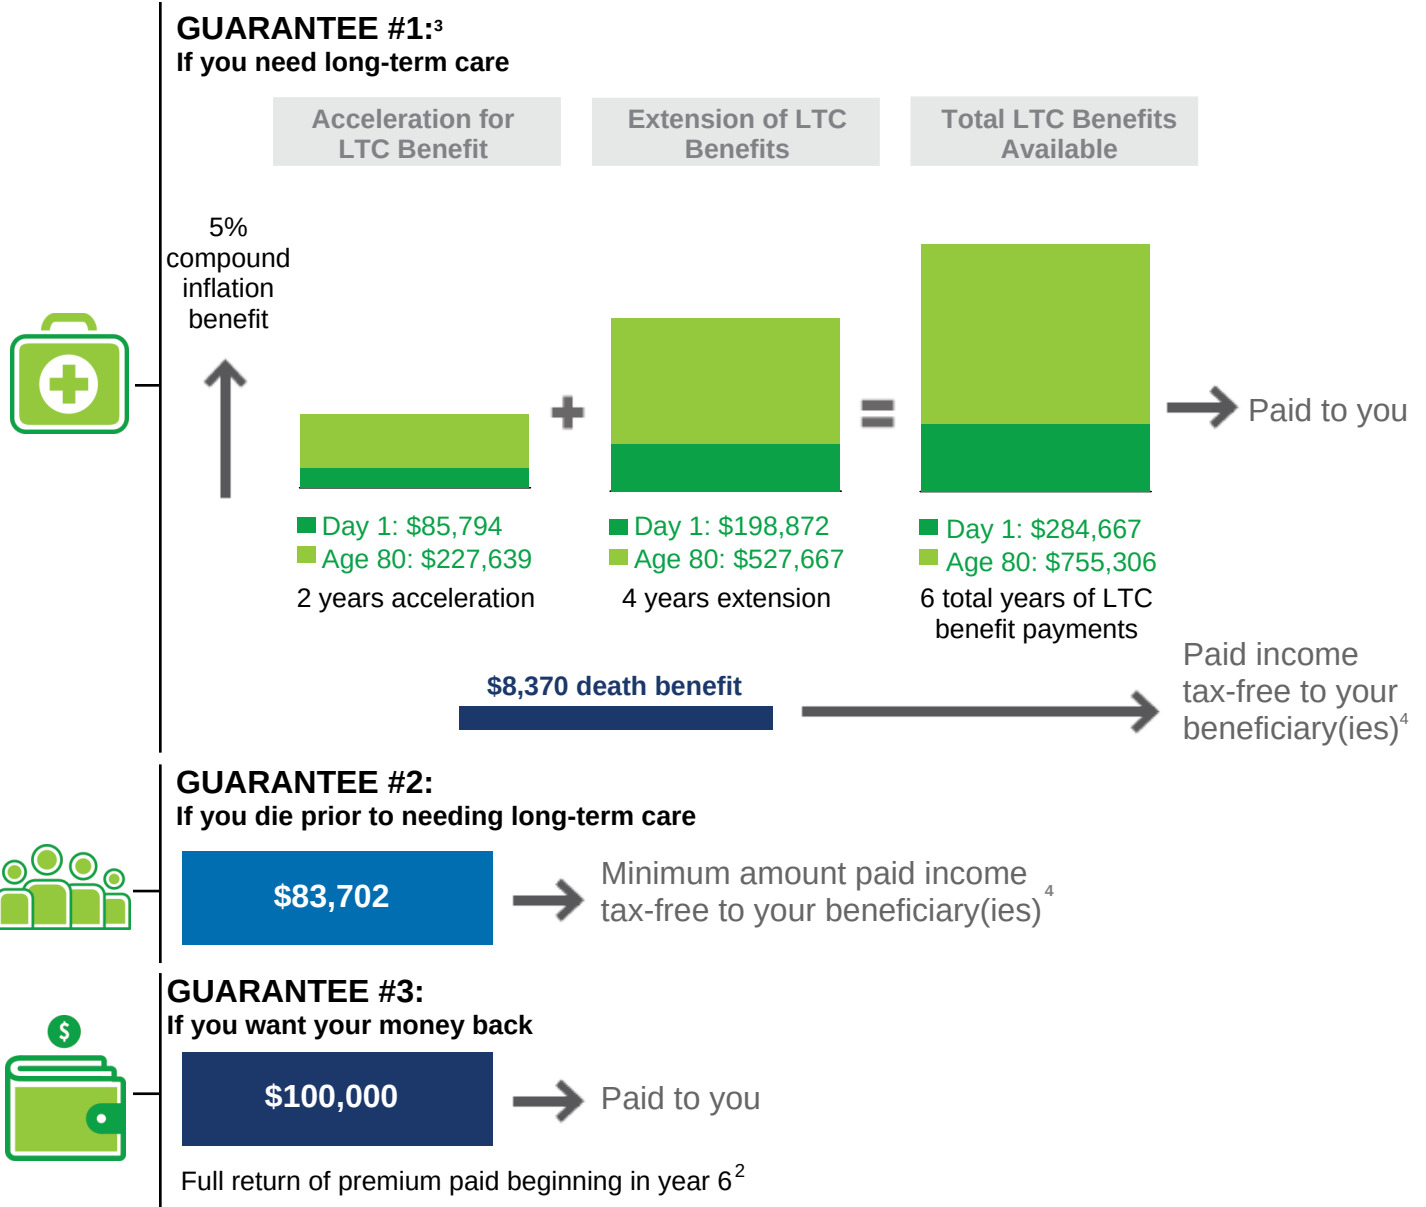 GUARANTEE #1:³
If you need long-term care
Acceleration for
LTC Benefit
Extension of LTC
Benefits
Total LTC Benefits
Available
5%
compound
inflation
benefit
+
=
Paid to you
Day 1: $85,794
Age 80: $227,639
2 years acceleration
Day 1: $198,872
Age 80: $527,667
4 years extension
Day 1: $284,667
Age 80: $755,306
6 total years of LTC
benefit payments
$8,370 death benefit
Paid income
tax-free to your
beneficiary(ies)⁴
GUARANTEE #2:
If you die prior to needing long-term care
$83,702
Minimum amount paid income
tax-free to your beneficiary(ies)⁴
GUARANTEE #3:
If you want your money back
$
$100,000
Paid to you
Full return of premium paid beginning in year 6²